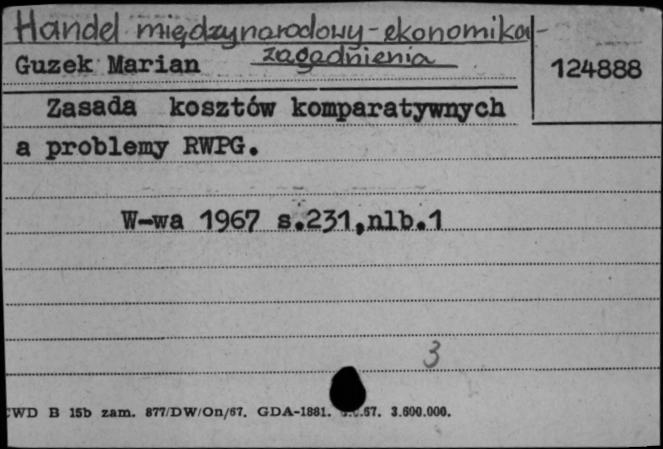 Handel międzynarodowy-ekonomika-
zagadnienia
Guzek Marian
124888
Zasada kosztów komparatywnych
a problemy RWPG.
W-wa 1967 s.231,nlb.1
3
WD B 15b zam. 877/DW/On/67. GDA-1881. .67. 3.600.000.